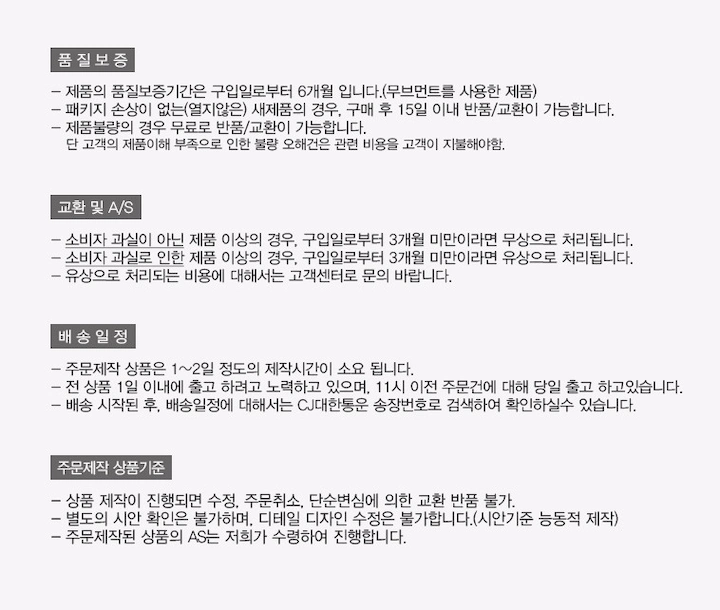 품질보증
- 제품의 품질보증기간은 구입일로부터 6개월 입니다.(무브먼트를 사용한 제품)
- 패키지 손상이 없는(열지않은) 새제품의 경우, 구매 후 15일 이내 반품/교환이 가능합니다.
- 제품불량의 경우 무료로 반품/교환이 가능합니다.
단 고객의 제품이해 부족으로 인한 불량 오해건은 관련 비용을 고객이 지불해야함.
교환 및 A/S
- 소비자 과실이 아닌 제품 이상의 경우, 구입일로부터 3개월 미만이라면 무상으로 처리됩니다.
- 소비자 과실로 인한 제품 이상의 경우, 구입일로부터 3개월 미만이라면 유상으로 처리됩니다.
- 유상으로 처리되는 비용에 대해서는 고객센터로 문의 바랍니다.
배송일정
- 주문제작 상품은 1~2일 정도의 제작시간이 소요 됩니다.
- 전 상품 1일 이내에 출고 하려고 노력하고 있으며, 11시 이전 주문건에 대해 당일 출고 하고있습니다.
- 배송 시작된 후, 배송일정에 대해서는 CJ대한통운 송장번호로 검색하여 확인하실수 있습니다.
주문제작 상품기준
- 상품 제작이 진행되면 수정, 주문취소, 단순변심에 의한 교환 반품 불가.
- 별도의 시안 확인은 불가하며, 디테일 디자인 수정은 불가합니다.(시안기준 능동적 제작)
- 주문제작된 상품의 AS는 저희가 수령하여 진행합니다.